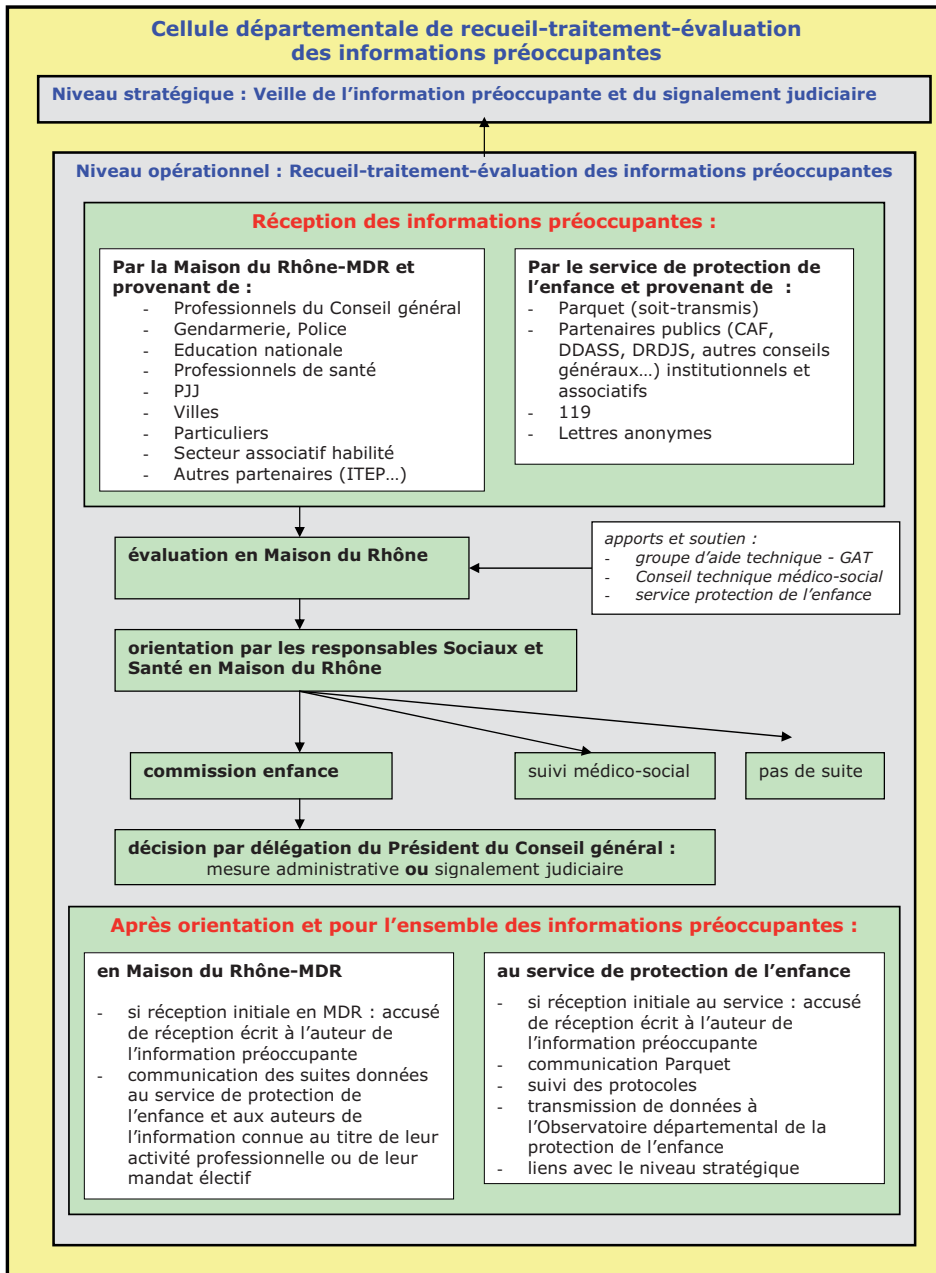 Cellule départementale de recueil-traitement-évaluation
des informations préoccupantes
Niveau stratégique : Veille de l'information préoccupante et du signalement judiciaire
Niveau opérationnel : Recueil-traitement-évaluation des informations préoccupantes
Réception des informations préoccupantes :
Par la Maison du Rhône-MDR et
provenant de :
- Professionnels du Conseil général
- Gendarmerie, Police
- Education nationale
- Professionnels de santé
- PJJ
- Villes
- Particuliers
- Secteur associatif habilité
- Autres partenaires (ITEP...)
Par le service de protection de
l'enfance et provenant de :
- Parquet (soit-transmis)
- Partenaires publics (CAF,
DDASS, DRDJS, autres conseils
généraux...) institutionnels et
associatifs
- 119
- Lettres anonymes
évaluation en Maison du Rhône
apports et soutien :
- groupe d'aide technique - GAT
- Conseil technique médico-social
- service protection de l'enfance
orientation par les responsables Sociaux et
Santé en Maison du Rhône
commission enfance
suivi médico-social
pas de suite
décision par délégation du Président du Conseil général :
mesure administrative ou signalement judiciaire
Après orientation et pour l'ensemble des informations préoccupantes :
en Maison du Rhône-MDR
- si réception initiale en MDR : accusé
de réception écrit à l'auteur de
l'information préoccupante
- communication des suites données
au service de protection de
l'enfance et aux auteurs de
l'information connue au titre de leur
activité professionnelle ou de leur
mandat électif
au service de protection de l'enfance
- si réception initiale au service : accusé
de réception écrit à l'auteur de
l'information préoccupante
- communication Parquet
- suivi des protocoles
- transmission de données à
l'Observatoire départemental de la
protection de l'enfance
- liens avec le niveau stratégique